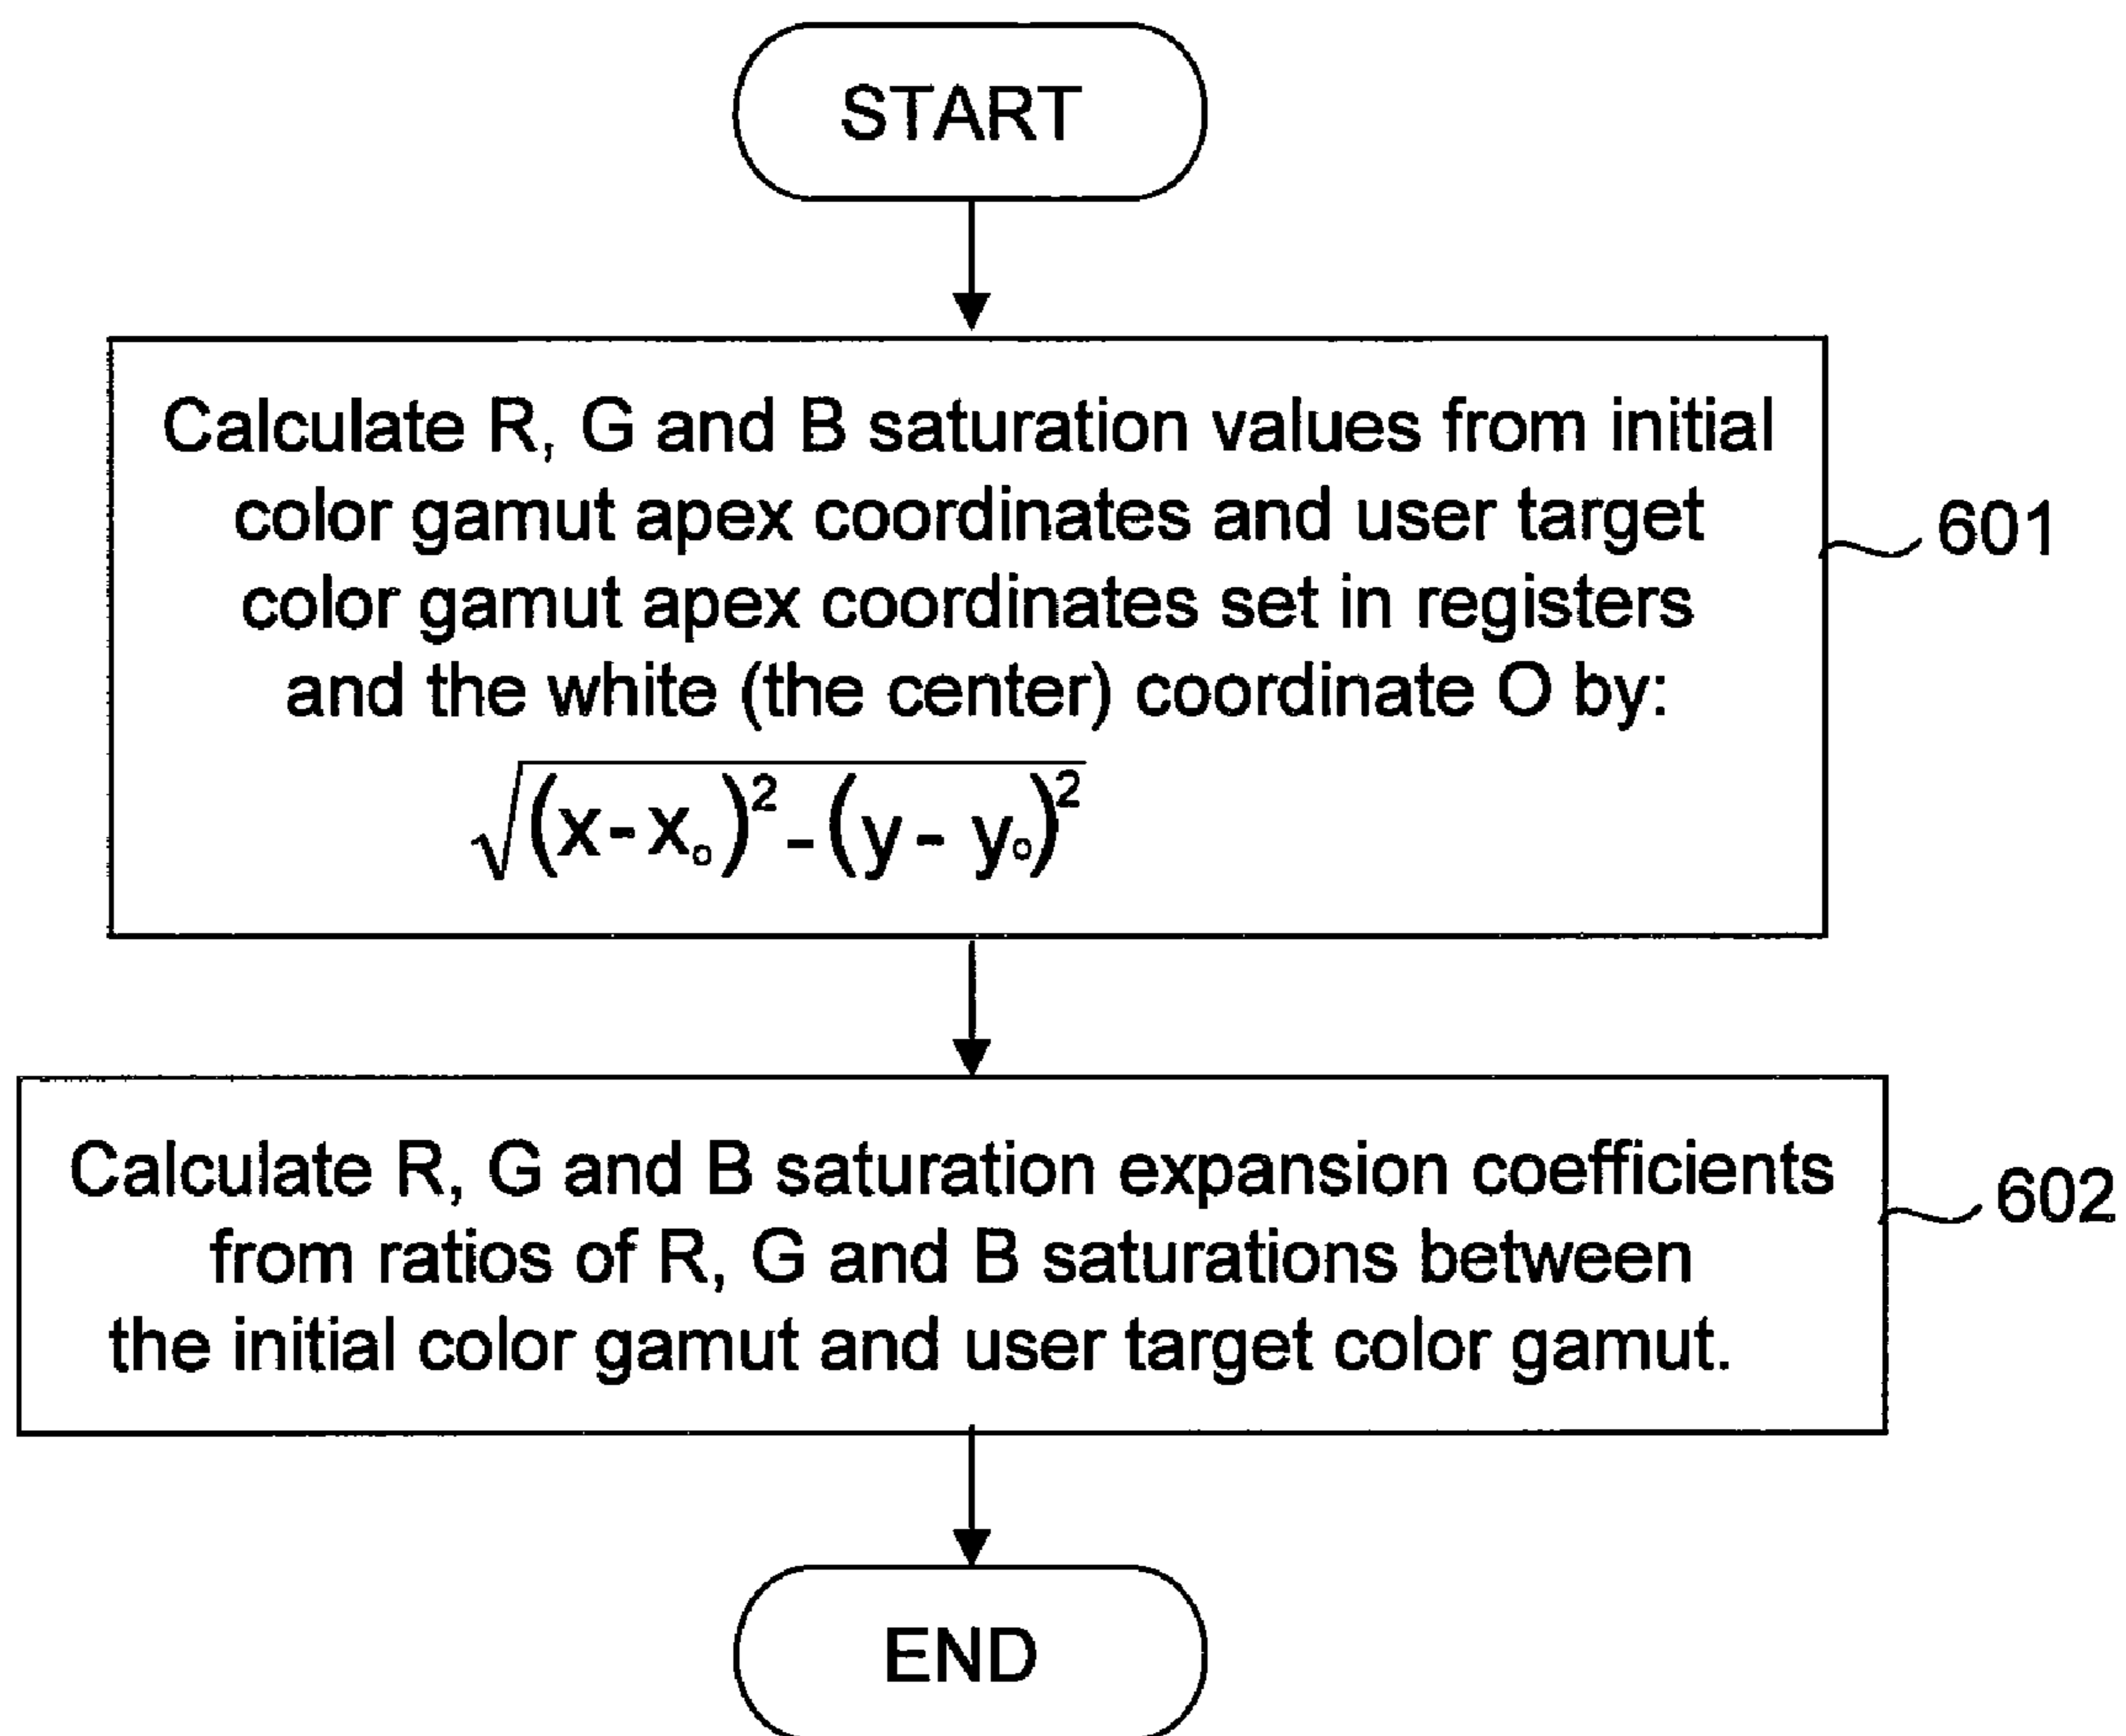 START
Calculate R, G and B saturation values from initial
color gamut apex coordinates and user target
color gamut apex coordinates set in registers
and the white (the center) coordinate O by:
√(x-x₀)²-(y-y₀)²
601
Calculate R, G and B saturation expansion coefficients
from ratios of R, G and B saturations between
the initial color gamut and user target color gamut.
602
END